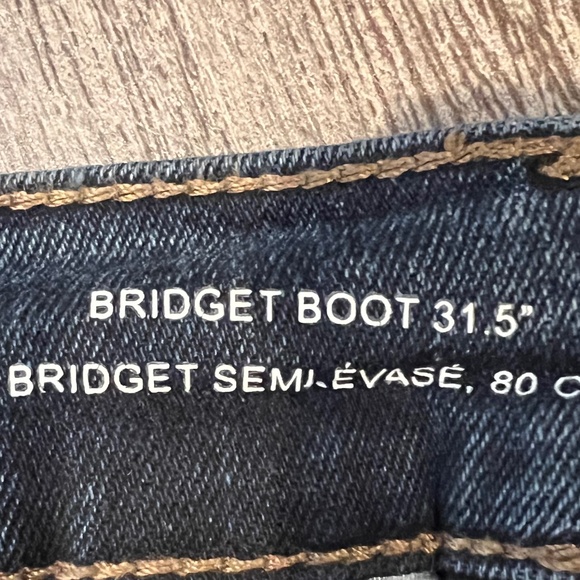 BRIDGET BOOT 31.5”
BRIDGET SEMI-ÉVASÉ, 80 C